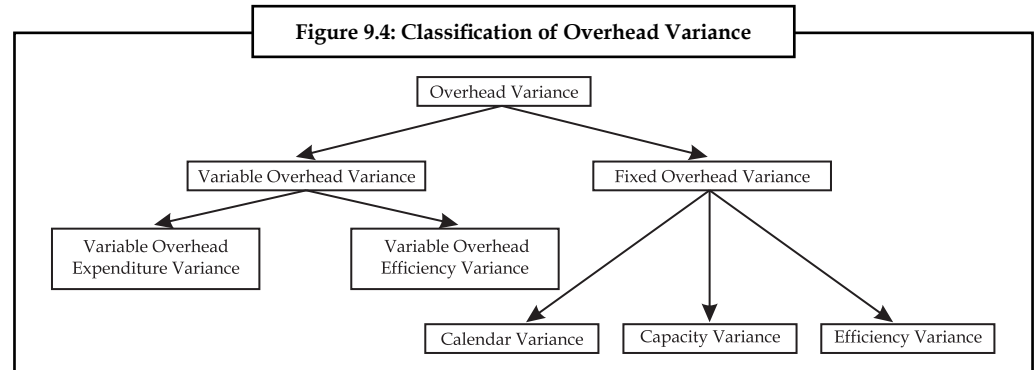 Figure 9.4: Classification of Overhead Variance
Overhead Variance
Variable Overhead Variance
Fixed Overhead Variance
Variable Overhead
Expenditure Variance
Variable Overhead
Efficiency Variance
Calendar Variance
Capacity Variance
Efficiency Variance